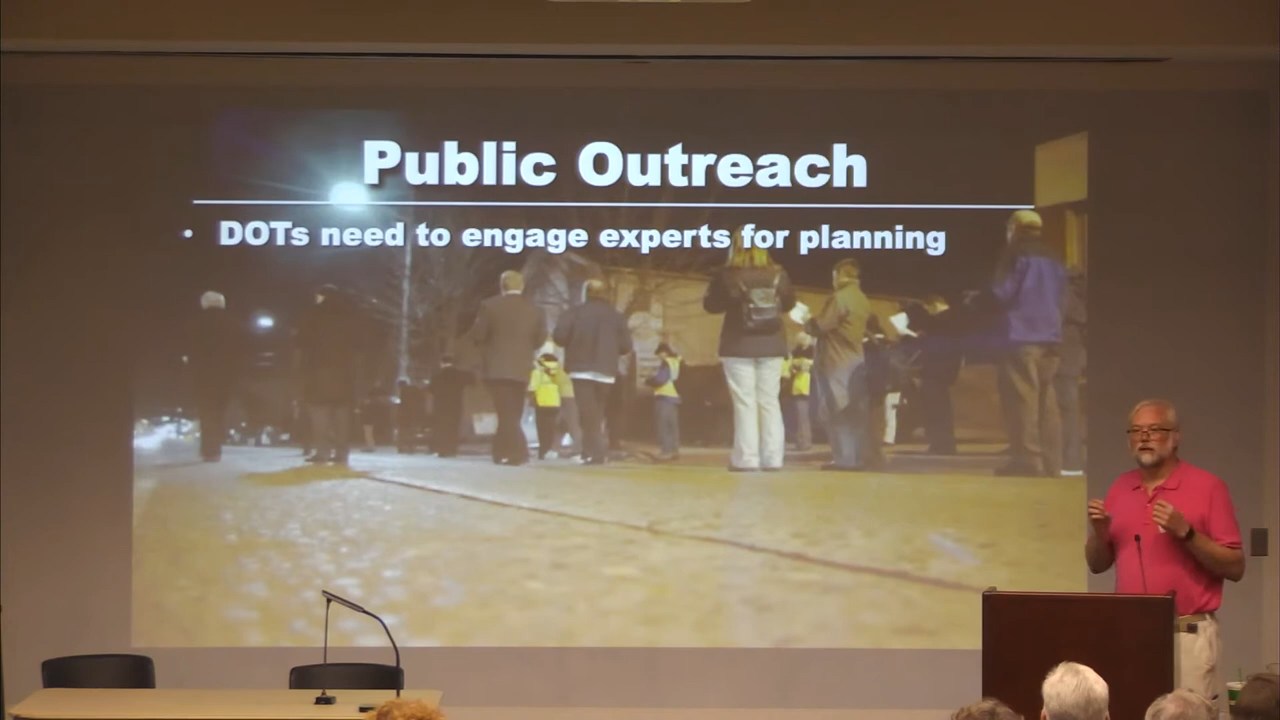 Public Outreach
• DOTs need to engage experts for planning